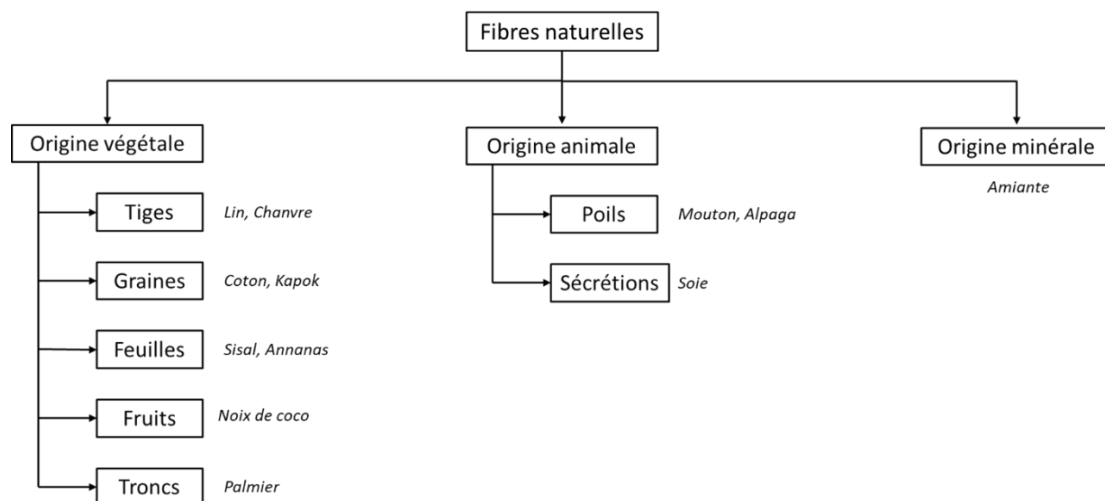 Fibres naturelles
Origine végétale
Origine animale
Origine minérale
Amiante
Tiges
Lin, Chanvre
Poils
Mouton, Alpaga
Graines
Coton, Kapok
Sécrétions
Soie
Feuilles
Sisal, Annanas
Fruits
Noix de coco
Troncs
Palmier